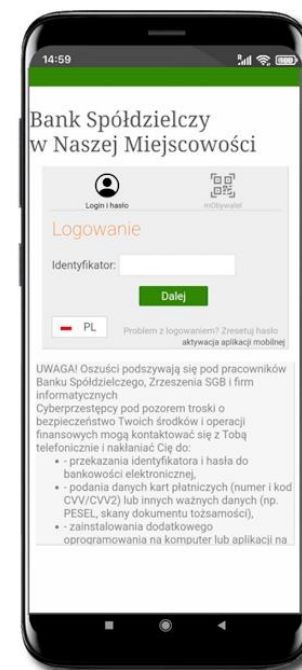 14:59
Bank Spółdzielczy
w Naszej Miejscowości
Login i hasło
mObywatel
Logowanie
Identyfikator:
Dalej
PL
Problem z logowaniem? Zresetuj hasło
aktywacja aplikacji mobilnej
UWAGA! Oszuści podszywają się pod pracowników
Banku Spółdzielczego, Zrzeszenia SGB i firm
informatycznych
Cyberprzestępcy pod pozorem troski o
bezpieczeństwo Twoich środków i operacji
finansowych mogą kontaktować się z Tobą
telefonicznie i nakłaniać Cię do:
• - przekazania identyfikatora i hasła do
bankowości elektronicznej,
• - podania danych kart płatniczych (numer i kod
CVV/CVV2) lub innych ważnych danych (np.
PESEL, skany dokumentu tożsamości),
• - zainstalowania dodatkowego
oprogramowania na komputer lub aplikacji na